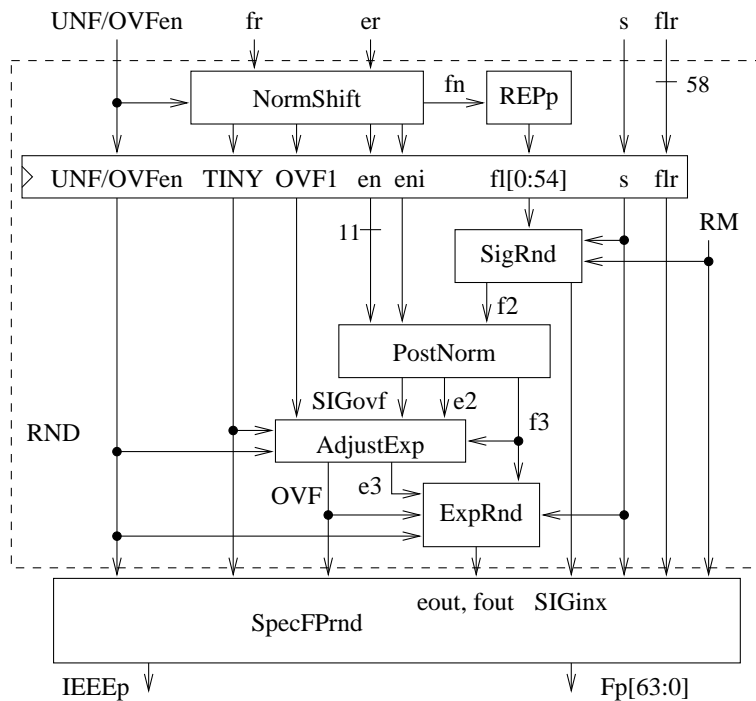 UNF/OVFen fr er s flr
58
NormShift fn REPp
UNF/OVFen TINY OVF1 en eni fl[0:54] s flr
RM
11
SigRnd
f2
PostNorm
SIGovf e2
f3
RND
AdjustExp
e3
OVF
ExpRnd
eout, fout SIGinx
SpecFPrnd
IEEEp Fp[63:0]